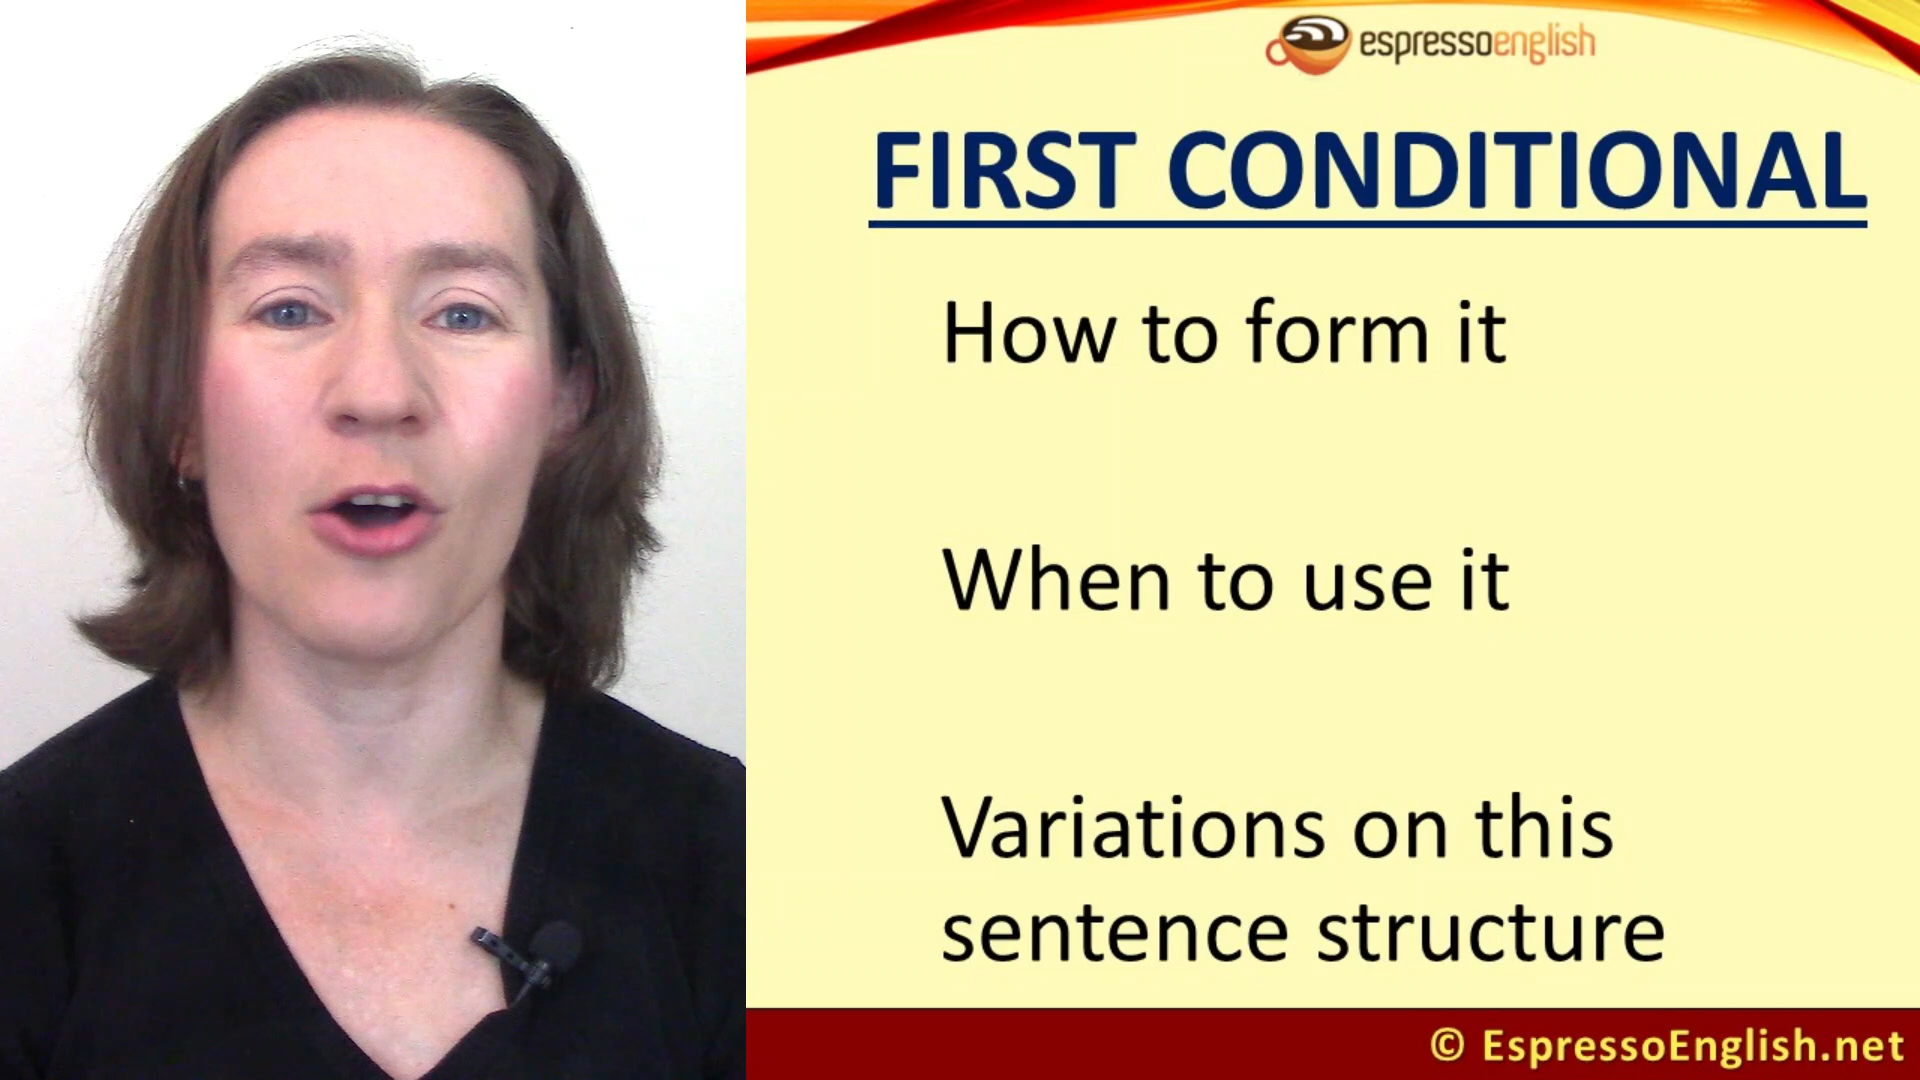 espressoenglish
FIRST CONDITIONAL
How to form it
When to use it
Variations on this
sentence structure
© EspressoEnglish.net